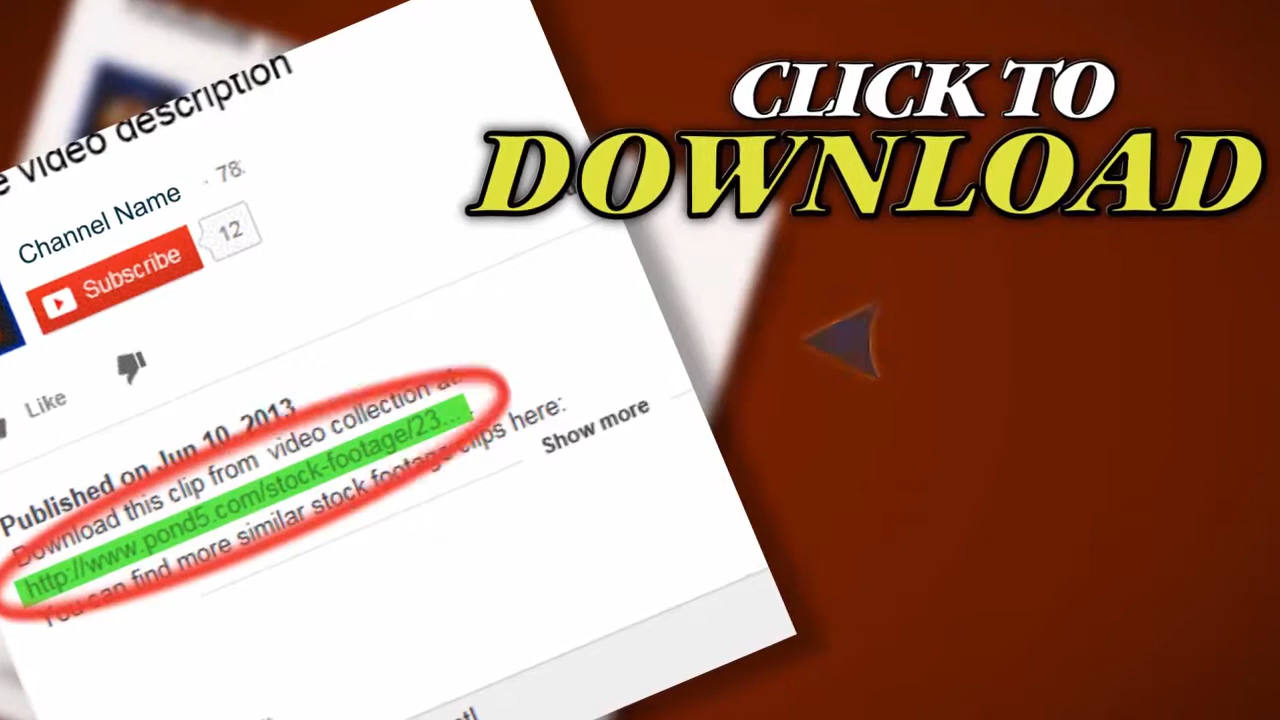 CLICK TO
DOWNLOAD
video description
Channel Name
78
Subscribe
12
Like
Published on Jun 10, 2013
Download this clip from video collection at:
http://www.pond5.com/stock-footage/23...
You can find more similar stock footage clips here:
Show more